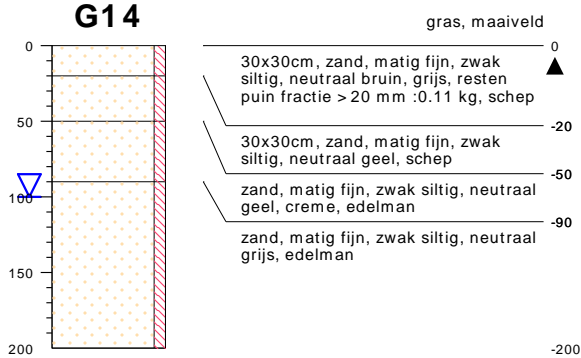 G14
gras, maaiveld
0
0
30x30cm, zand, matig fijn, zwak
siltig, neutraal bruin, grijs, resten
puin fractie > 20 mm :0.11 kg, schep
-20
50
30x30cm, zand, matig fijn, zwak
siltig, neutraal geel, schep
-50
zand, matig fijn, zwak siltig, neutraal
geel, creme, edelman
100
-90
zand, matig fijn, zwak siltig, neutraal
grijs, edelman
150
200
-200